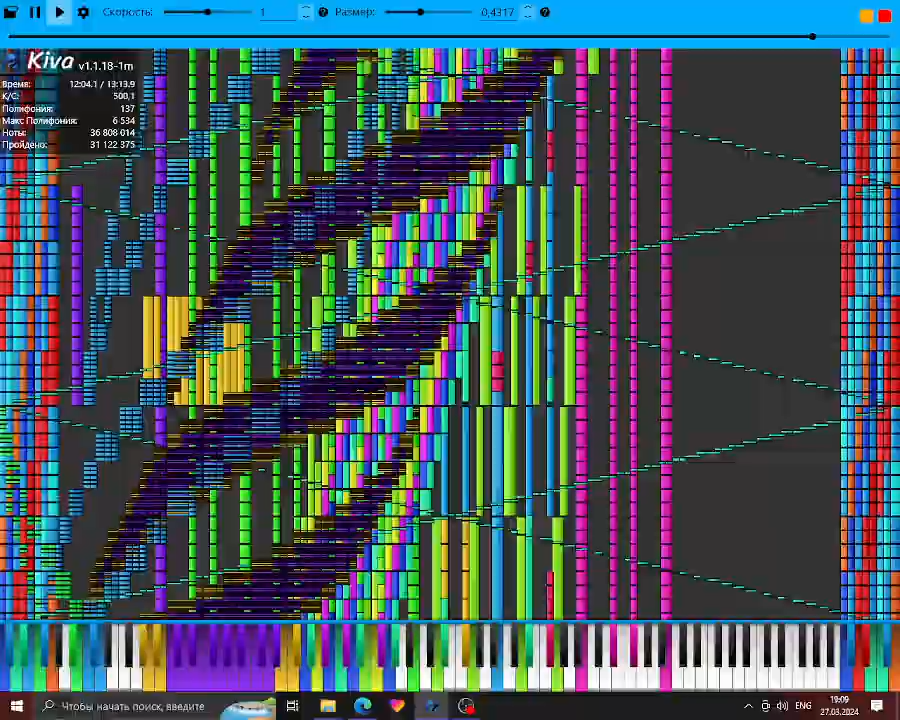 Скорость: 1 Размер: 0,4317
Kiva v1.1.18-1m
Время: 12:04.1 / 13:13.9
К/С: 500,1
Полифония: 137
Макс Полифония: 6 534
Ноты: 36 808 014
Пройдено: 31 122 375
Чтобы начать поиск, введите
ENG
19:09
27.03.2024